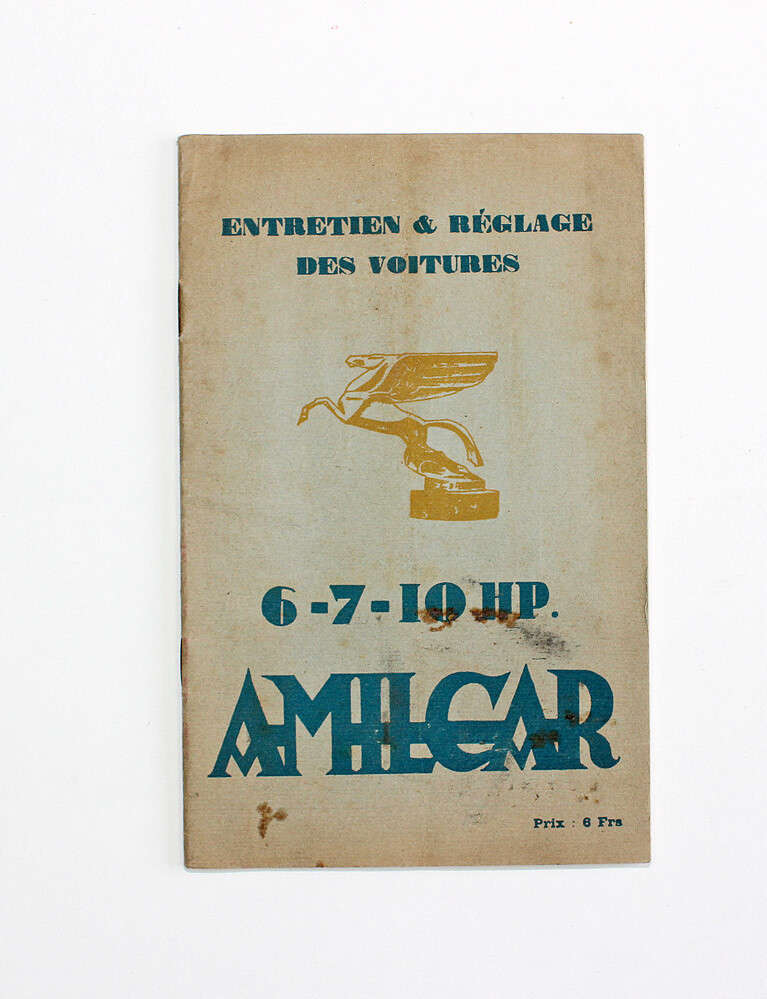 ENTRETIEN & RÉGLAGE
DES VOITURES
6-7-10 HP.
AMILCAR
Prix : 6 Frs